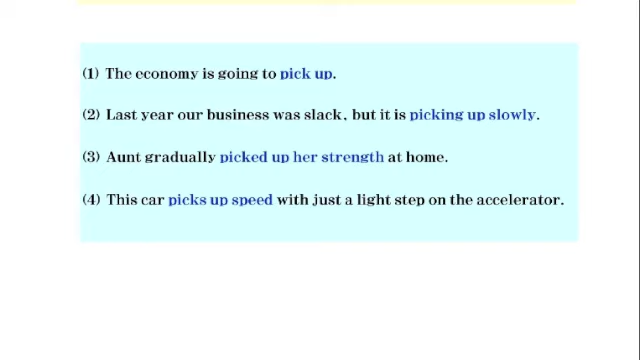 (1) The economy is going to pick up.
(2) Last year our business was slack, but it is picking up slowly.
(3) Aunt gradually picked up her strength at home.
(4) This car picks up speed with just a light step on the accelerator.